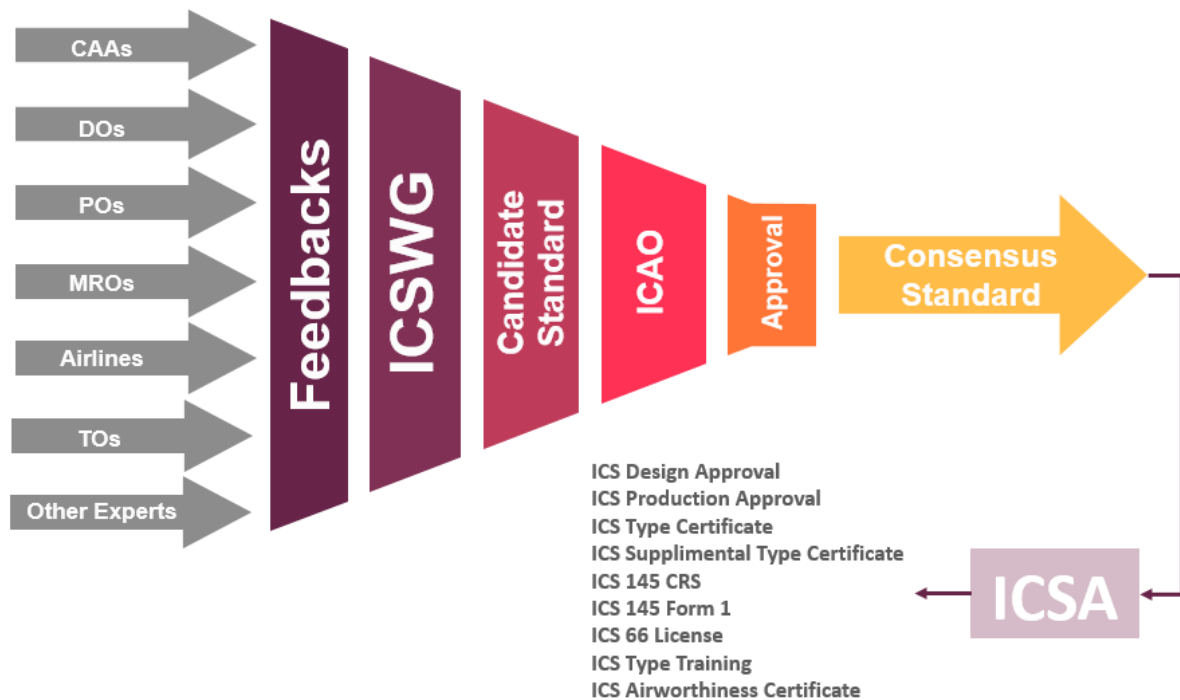 CAAs
DOs
POs
MROs
Airlines
TOs
Other Experts
Feedbacks
ICSWG
Candidate
Standard
ICAO
Approval
Consensus
Standard
ICSA
ICS Design Approval
ICS Production Approval
ICS Type Certificate
ICS Supplimental Type Certificate
ICS 145 CRS
ICS 145 Form 1
ICS 66 License
ICS Type Training
ICS Airworthiness Certificate